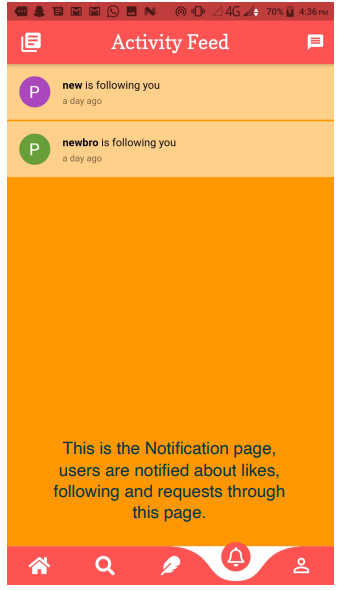 4G 70% 4:36 PM
Activity Feed
P new is following you
a day ago
P newbro is following you
a day ago
This is the Notification page,
users are notified about likes,
following and requests through
this page.